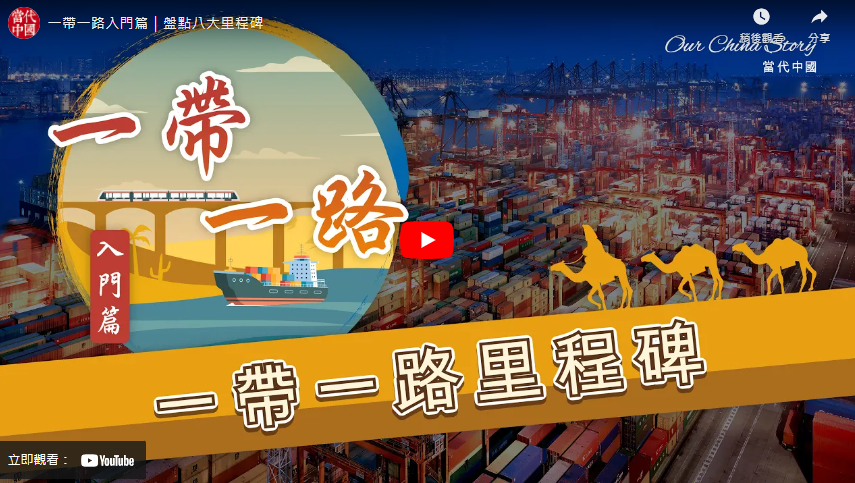 當代
中國
一帶一路入門篇 | 盤點八大里程碑
稍後觀看
分享
Our China Story
當代中國
一帶
一路
入門篇
一帶一路里程碑
立即觀看：
YouTube